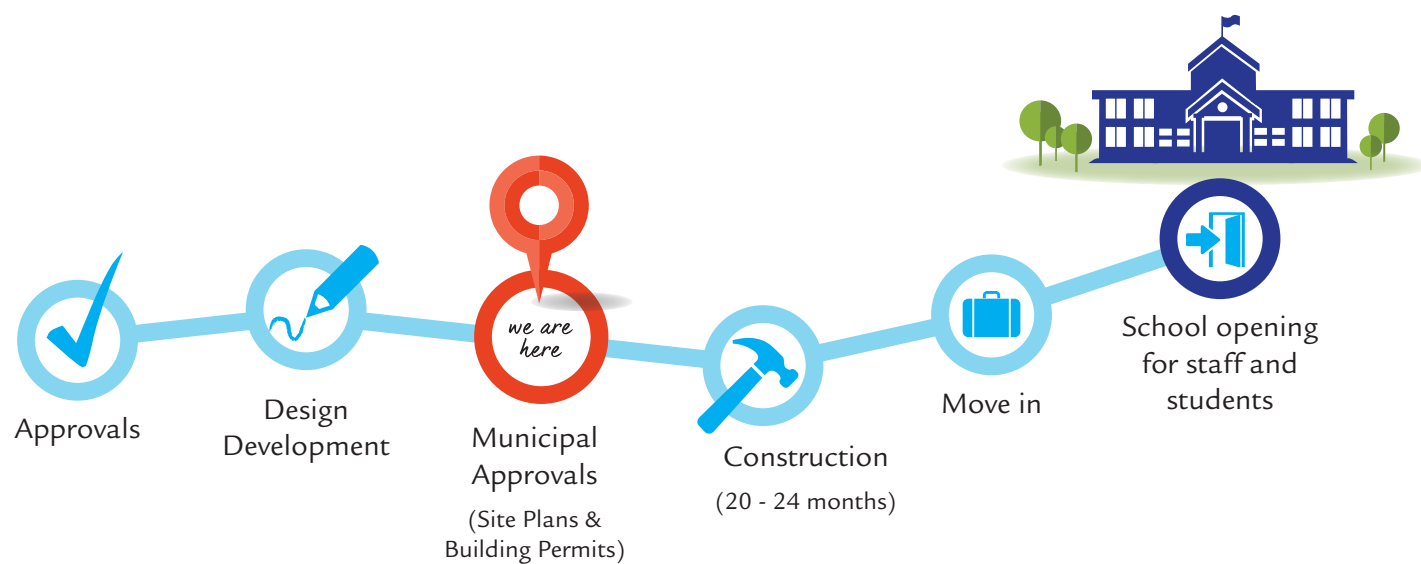 Approvals
Design
Development
we are
here
Municipal
Approvals
(Site Plans &
Building Permits)
Construction
(20 - 24 months)
Move in
School opening
for staff and
students